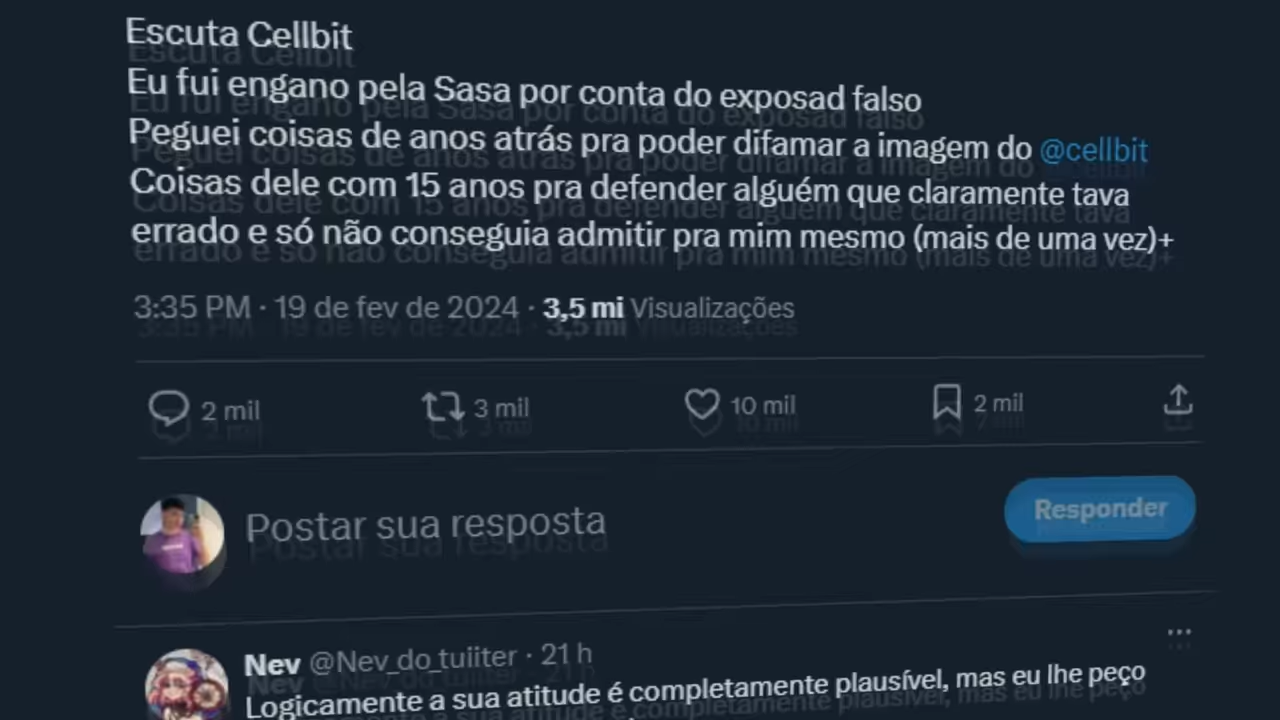 Escuta Cellbit
Eu fui engano pela Sasa por conta do exposad falso
Peguei coisas de anos atrás pra poder difamar a imagem do @cellbit
Coisas dele com 15 anos pra defender alguém que claramente tava
errado e só não conseguia admitir pra mim mesmo (mais de uma vez)+
3:35 PM · 19 de fev de 2024 · 3,5 mi Visualizações
2 mil 3 mil 10 mil 2 mil
Postar sua resposta Responder
Nev @Nev_do_tuiiter · 21 h
Logicamente a sua atitude é completamente plausível, mas eu lhe peço